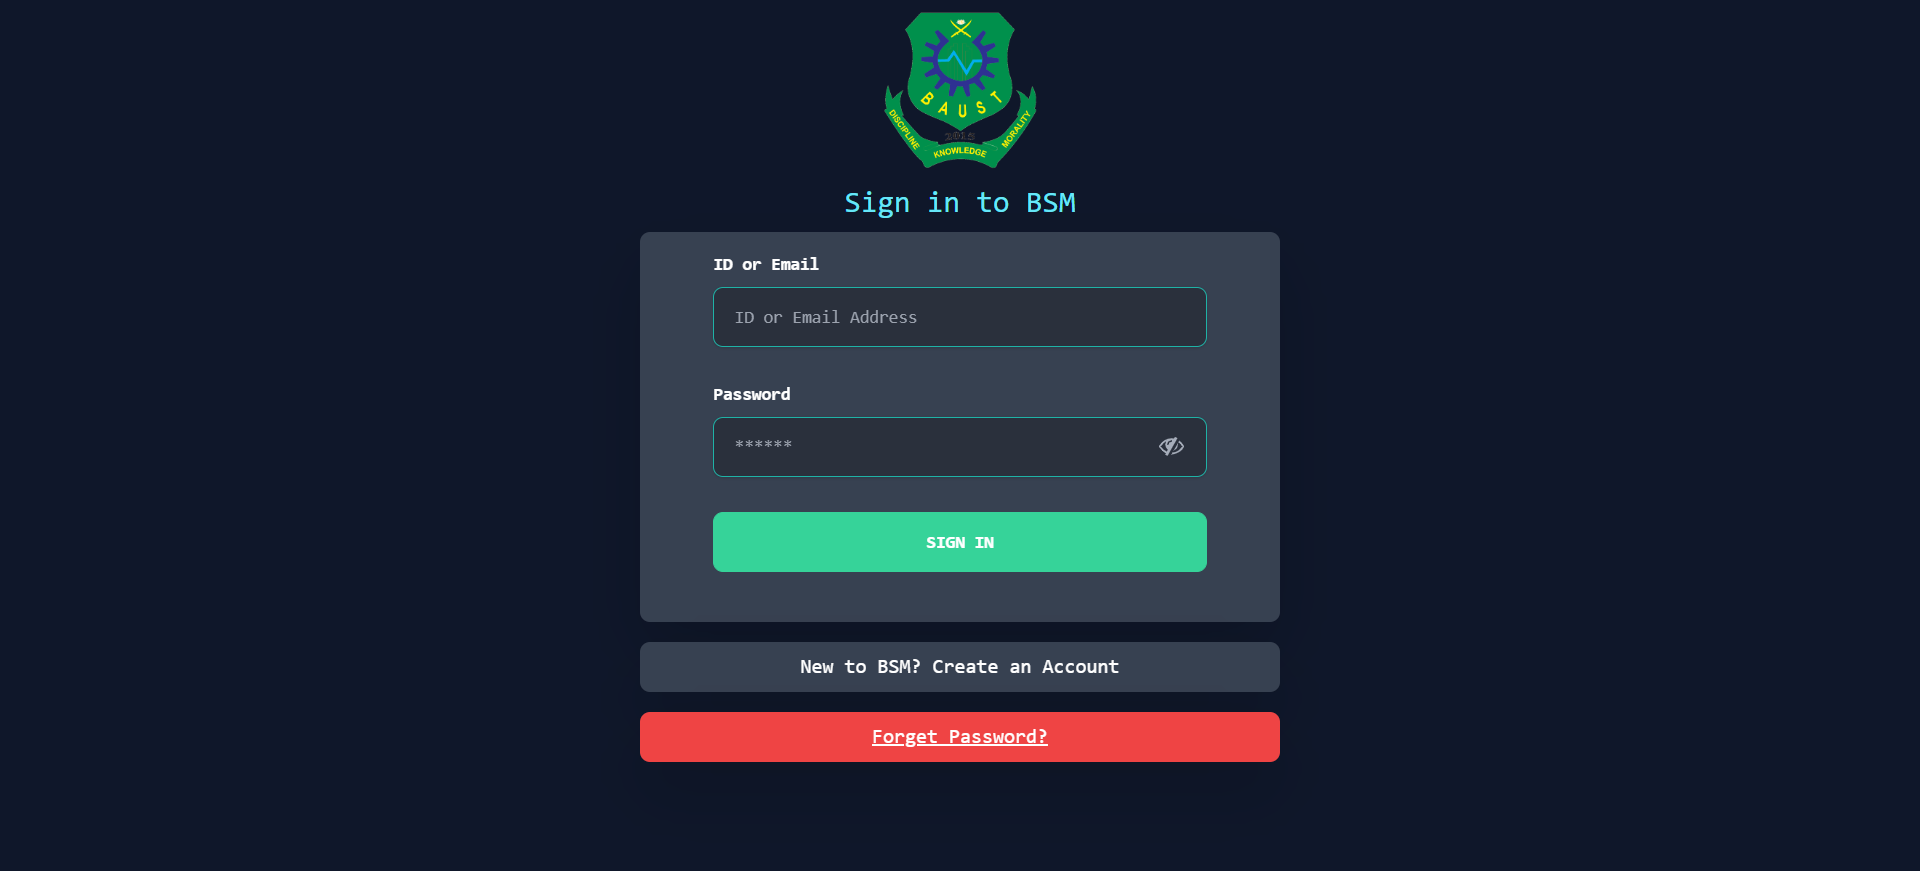 BAUST
2015
DISCIPLINE
KNOWLEDGE
MORALITY
Sign in to BSM
ID or Email
ID or Email Address
Password
******
SIGN IN
New to BSM? Create an Account
Forget Password?